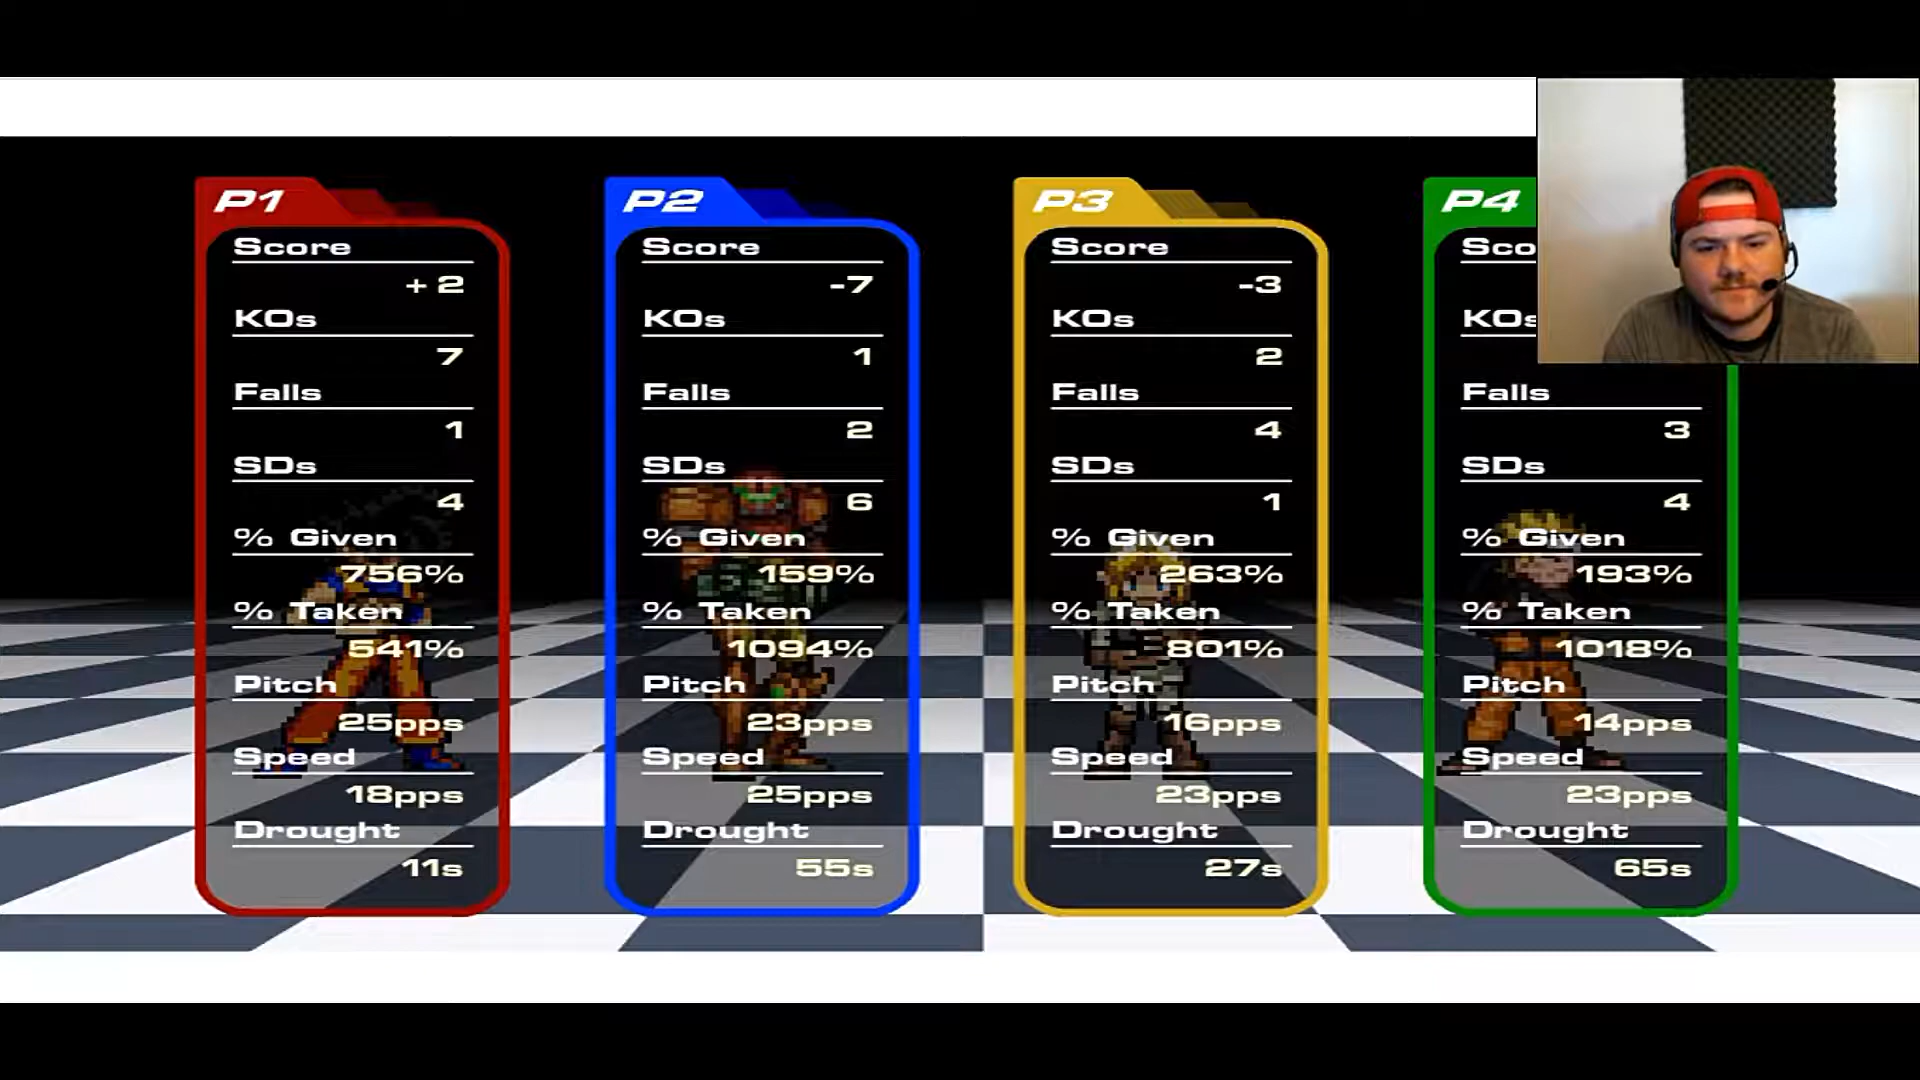 P1
Score
+2
KOs
7
Falls
1
SDs
4
% Given
756%
% Taken
541%
Pitch
25pps
Speed
18pps
Drought
11s
P2
Score
-7
KOs
1
Falls
2
SDs
6
% Given
159%
% Taken
1094%
Pitch
23pps
Speed
25pps
Drought
55s
P3
Score
-3
KOs
2
Falls
4
SDs
1
% Given
263%
% Taken
801%
Pitch
16pps
Speed
23pps
Drought
27s
P4
Sco
KOs
Falls
3
SDs
4
% Given
193%
% Taken
1018%
Pitch
14pps
Speed
23pps
Drought
65s